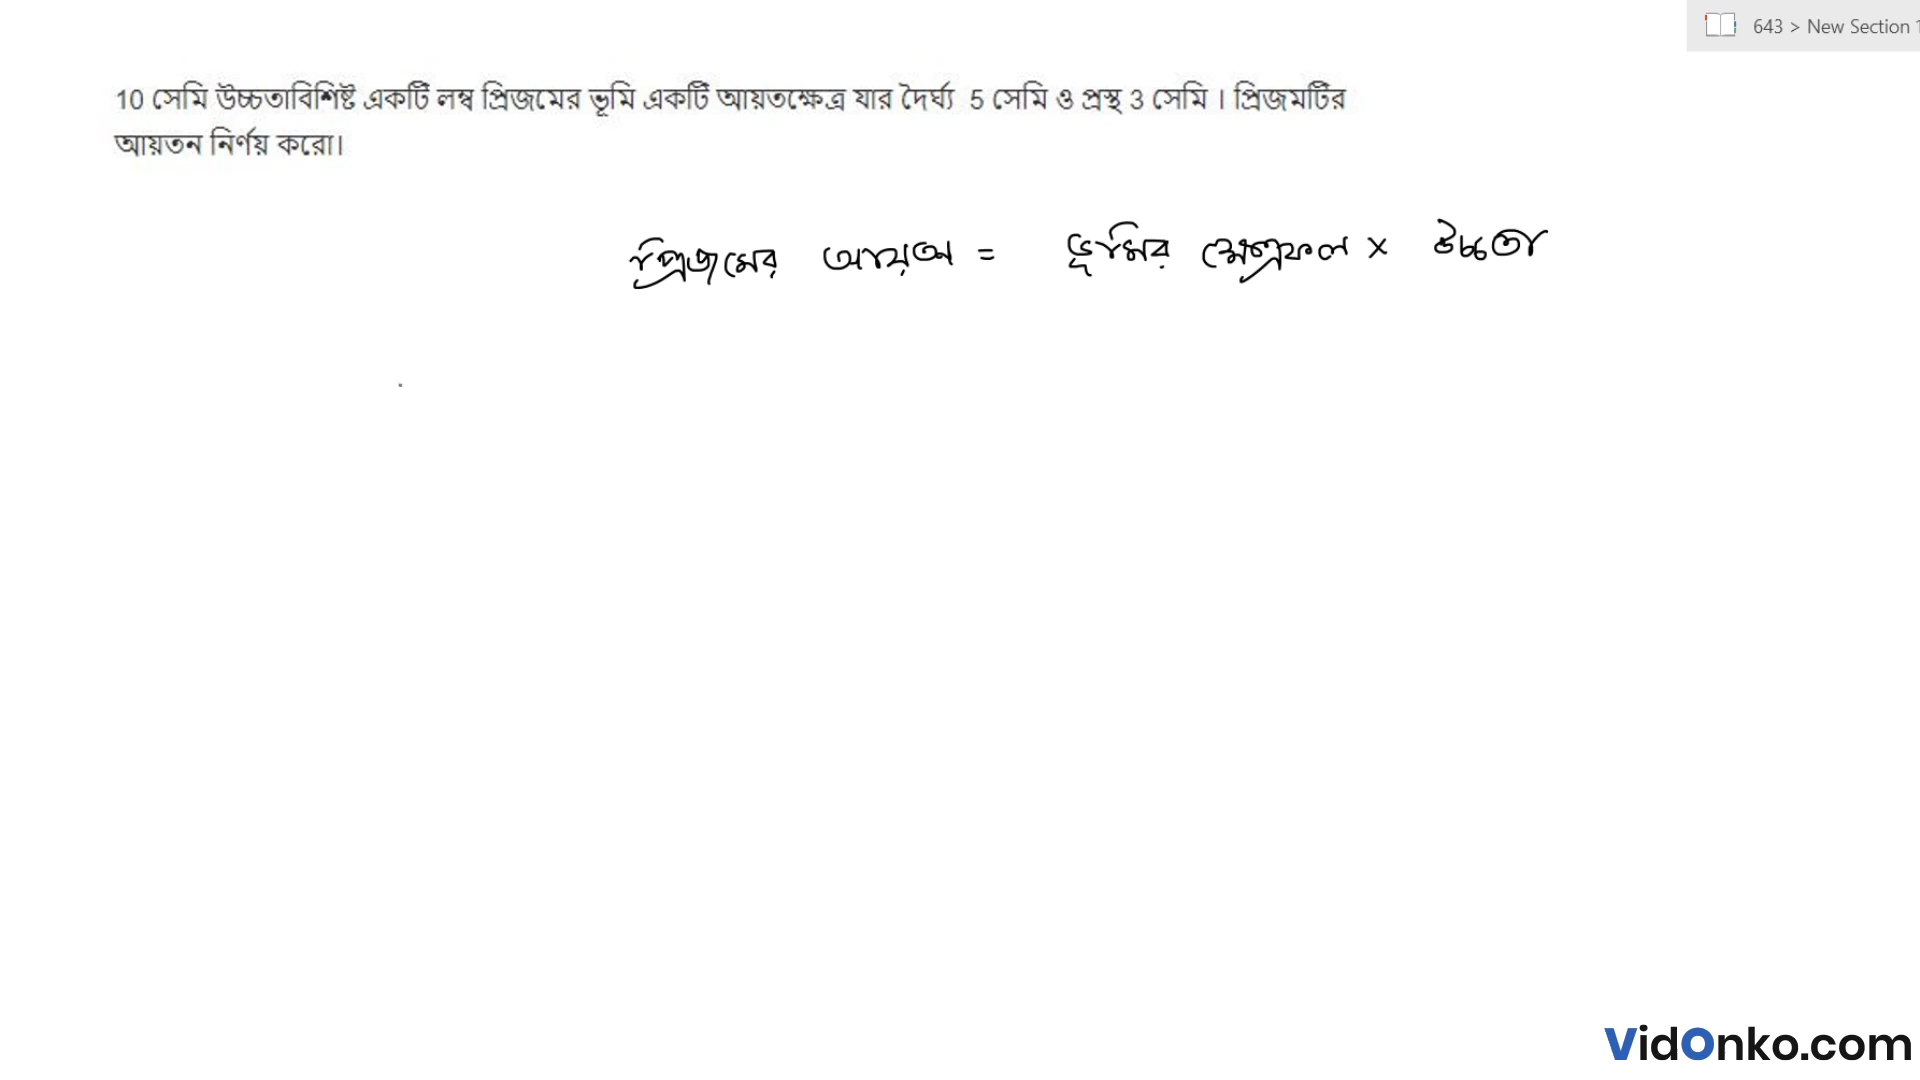 643 > New Section 1
10 সেমি উচ্চতাবিশিষ্ট একটি লম্ব প্রিজমের ভূমি একটি আয়তক্ষেত্র যার দৈর্ঘ্য 5 সেমি ও প্রস্থ 3 সেমি । প্রিজমটির
আয়তন নির্ণয় করো।
প্রিজমের আয়তন = ভূমির ক্ষেত্রফল × উচ্চতা
VidOnko.com